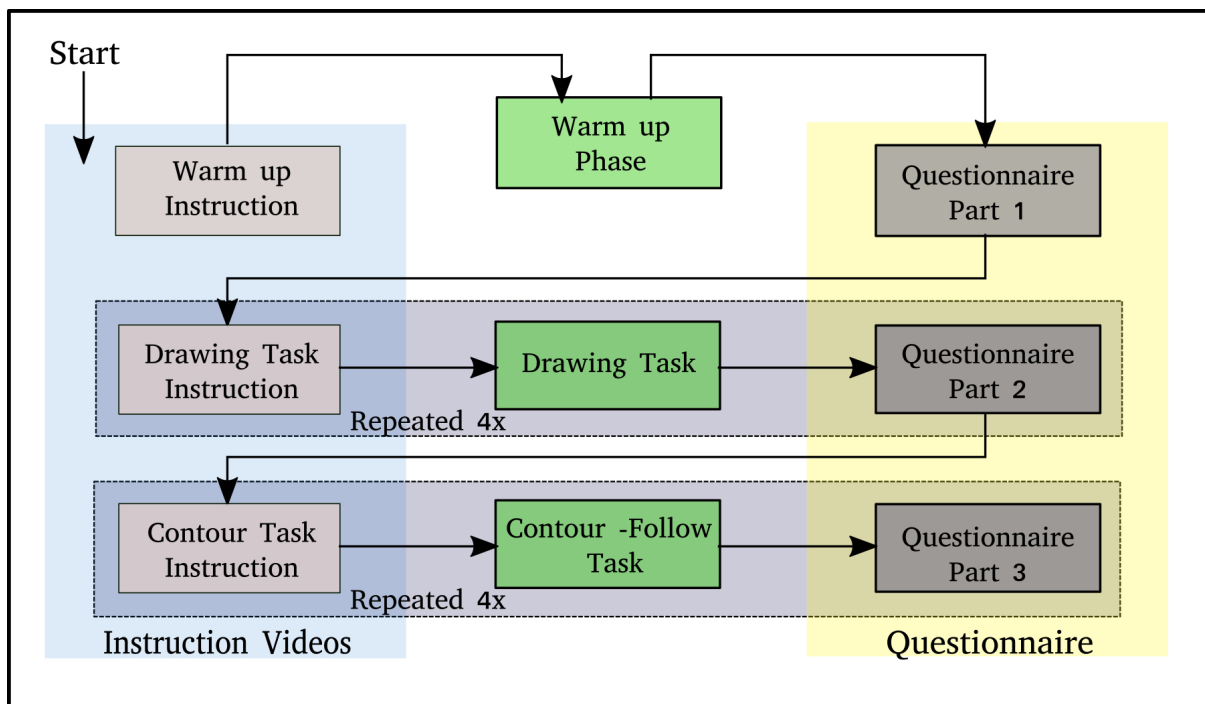 Start
Warm up
Instruction
Warm up
Phase
Questionnaire
Part 1
Drawing Task
Instruction
Drawing Task
Questionnaire
Part 2
Repeated 4x
Contour Task
Instruction
Contour -Follow
Task
Questionnaire
Part 3
Repeated 4x
Instruction Videos
Questionnaire